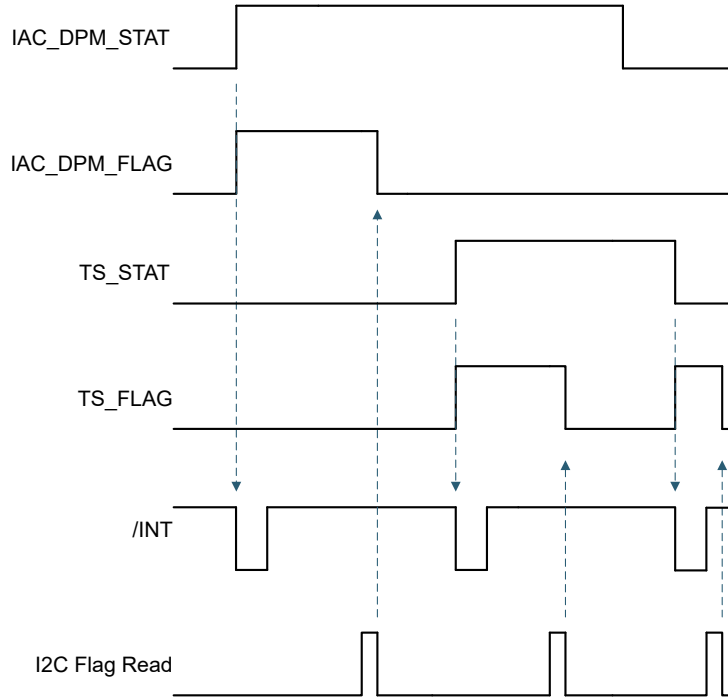 IAC_DPM_STAT
IAC_DPM_FLAG
TS_STAT
TS_FLAG
/INT
I2C Flag Read